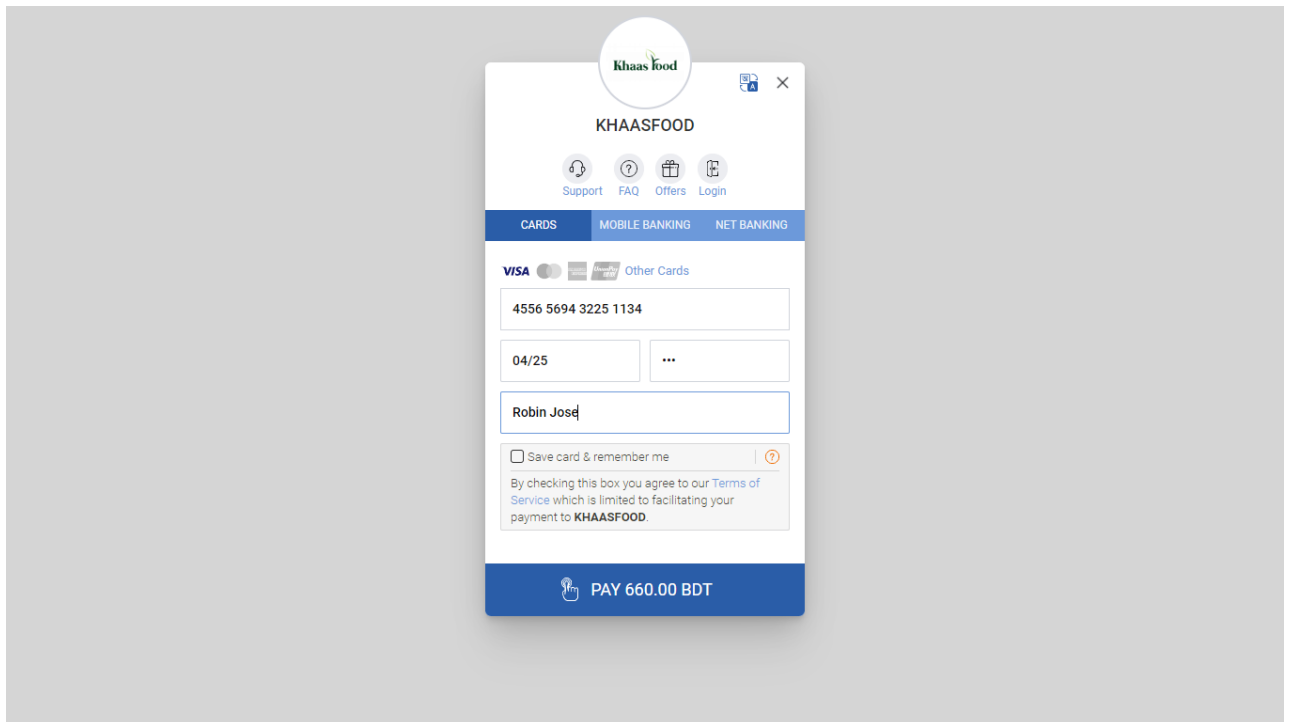 Khaas food
KHAASFOOD
Support FAQ Offers Login
CARDS MOBILE BANKING NET BANKING
VISA Other Cards
4556 5694 3225 1134
04/25 •••
Robin Jose
Save card & remember me ?
By checking this box you agree to our Terms of
Service which is limited to facilitating your
payment to KHAASFOOD.
PAY 660.00 BDT